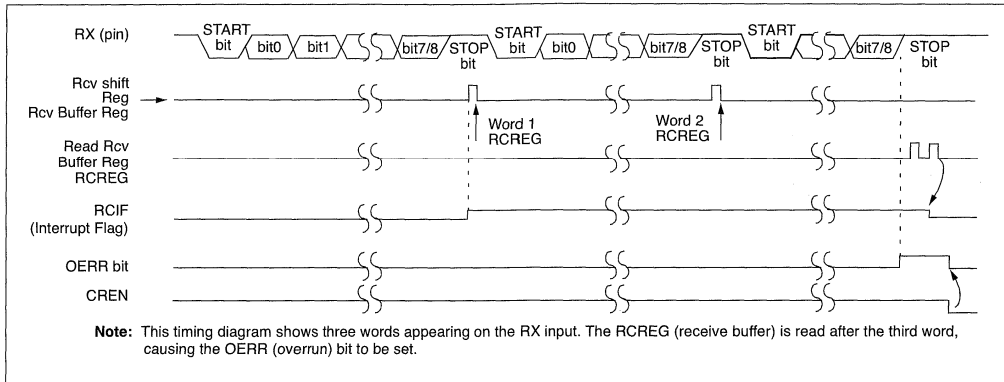 RX (pin)
START
bit
bit0
bit1
bit7/8
STOP
bit
START
bit
bit0
bit7/8
STOP
bit
START
bit
bit7/8
STOP
bit
Rcv shift
Reg
Rcv Buffer Reg
Word 1
RCREG
Word 2
RCREG
Read Rcv
Buffer Reg
RCREG
RCIF
(Interrupt Flag)
OERR bit
CREN
Note: This timing diagram shows three words appearing on the RX input. The RCREG (receive buffer) is read after the third word,
causing the OERR (overrun) bit to be set.